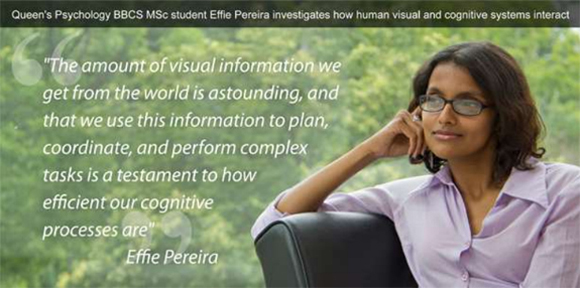 Queen's Psychology BBCS MSc student Effie Pereira investigates how human visual and cognitive systems interact
"The amount of visual information we
get from the world is astounding, and
that we use this information to plan,
coordinate, and perform complex
tasks is a testament to how
efficient our cognitive
processes are"
Effie Pereira